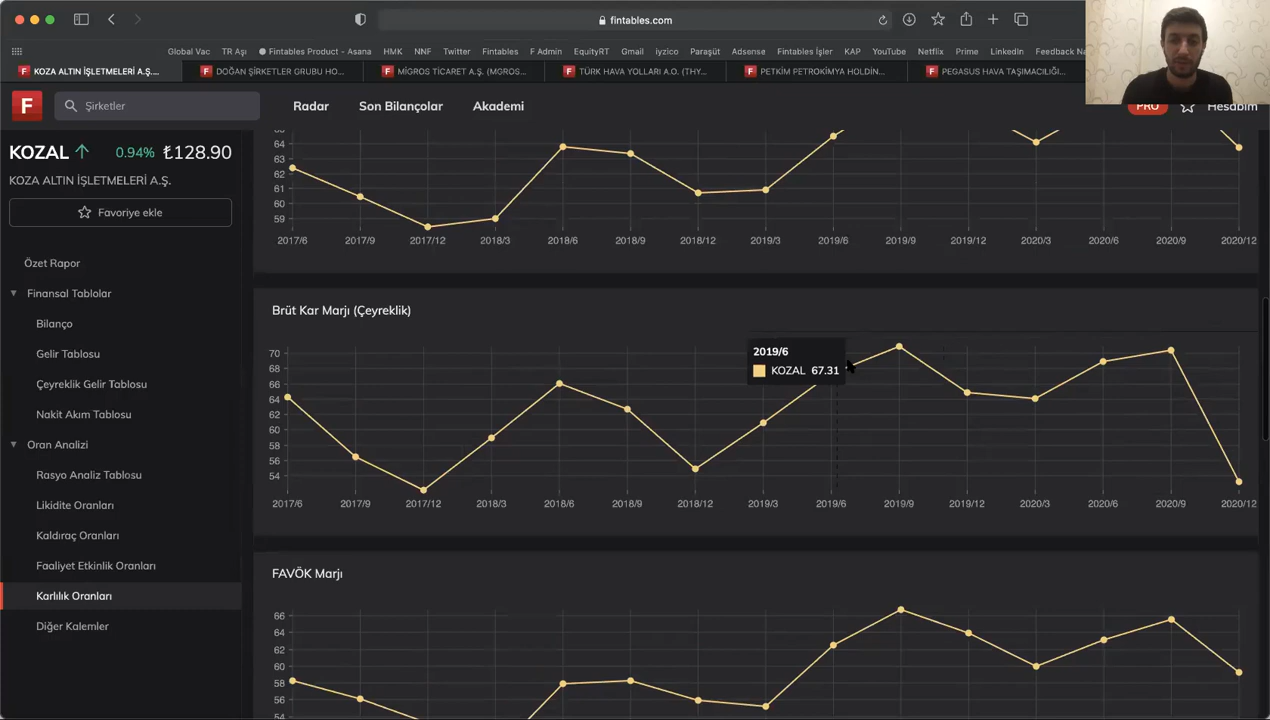 fintables.com
Global Vac TR Aşı Fintables Product - Asana HMK NNF Twitter Fintables F Admin EquityRT Gmail iyzico Paraşüt Adsense Fintables İşler KAP YouTube Netflix Prime LinkedIn Feedback Ne
F KOZA ALTIN İŞLETMELERİ A.Ş....
F DOĞAN ŞİRKETLER GRUBU HO...
F MİGROS TİCARET A.Ş. (MGROS...
F TÜRK HAVA YOLLARI A.O. (THY...
F PETKİM PETROKİMYA HOLDİN...
F PEGASUS HAVA TAŞIMACILIĞI...
F
Şirketler
Radar
Son Bilançolar
Akademi
PRO
Hesabım
KOZAL 0.94% ₺128.90
KOZA ALTIN İŞLETMELERİ A.Ş.
Favoriye ekle
Özet Rapor
Finansal Tablolar
Bilanço
Gelir Tablosu
Çeyreklik Gelir Tablosu
Nakit Akım Tablosu
Oran Analizi
Rasyo Analiz Tablosu
Likidite Oranları
Kaldıraç Oranları
Faaliyet Etkinlik Oranları
Karlılık Oranları
Diğer Kalemler
64
63
62
61
60
59
2017/6 2017/9 2017/12 2018/3 2018/6 2018/9 2018/12 2019/3 2019/6 2019/9 2019/12 2020/3 2020/6 2020/9 2020/12
Brüt Kar Marjı (Çeyreklik)
70
68
66
64
62
60
58
56
54
2019/6
KOZAL 67.31
2017/6 2017/9 2017/12 2018/3 2018/6 2018/9 2018/12 2019/3 2019/6 2019/9 2019/12 2020/3 2020/6 2020/9 2020/12
FAVÖK Marjı
66
64
62
60
58
56
54